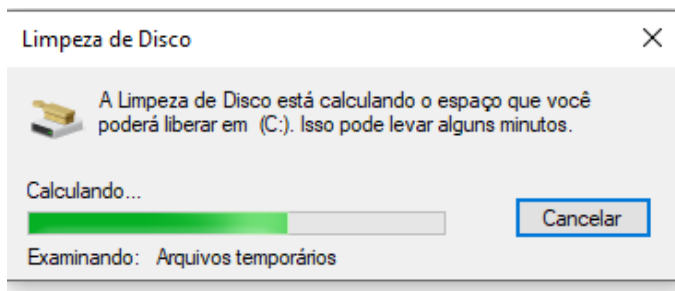 Limpeza de Disco
A Limpeza de Disco está calculando o espaço que você
poderá liberar em (C:). Isso pode levar alguns minutos.
Calculando...
Cancelar
Examinando: Arquivos temporários